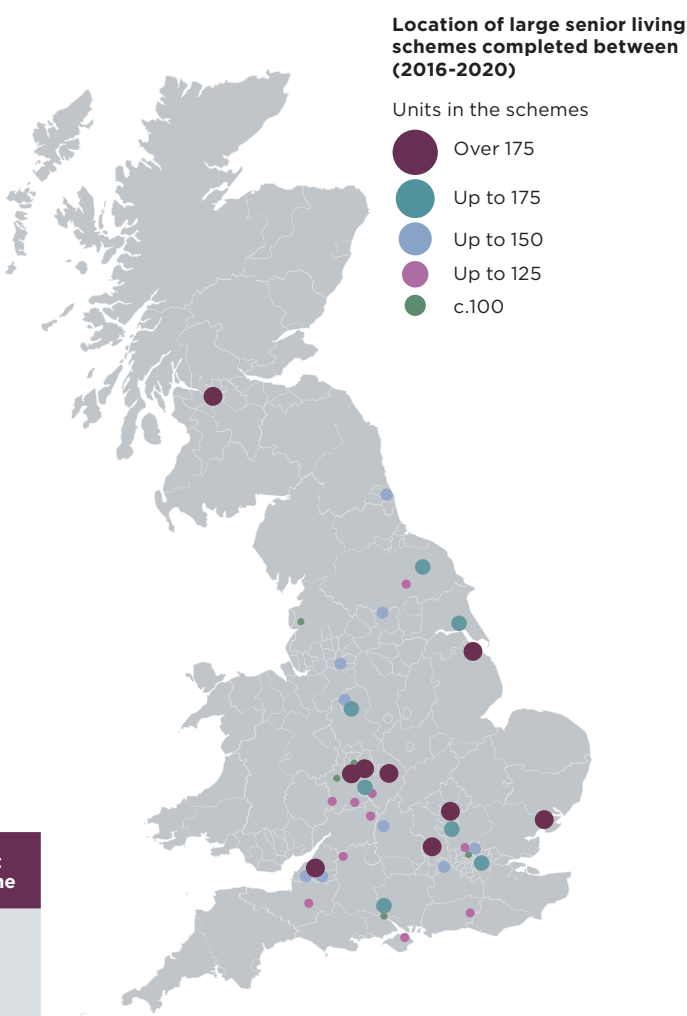 Location of large senior living
schemes completed between
(2016-2020)
Units in the schemes
Over 175
Up to 175
Up to 150
Up to 125
c.100